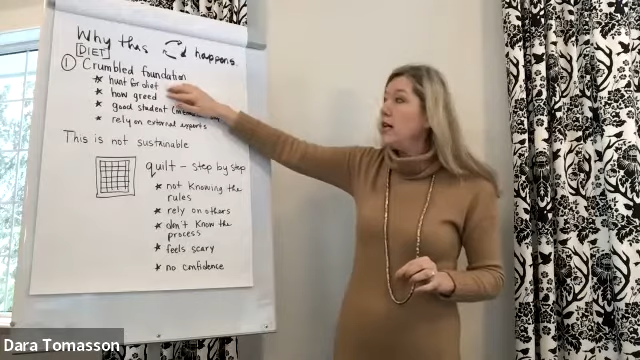 Why this happens.
DIET
① Crumbled foundation
* hunt for diet
* how greed
* good student
* rely on external experts
This is not sustainable
quilt - step by step
* not knowing the
rules
* rely on others
* don't know the
process
* feels scary
* no confidence
Dara Tomasson